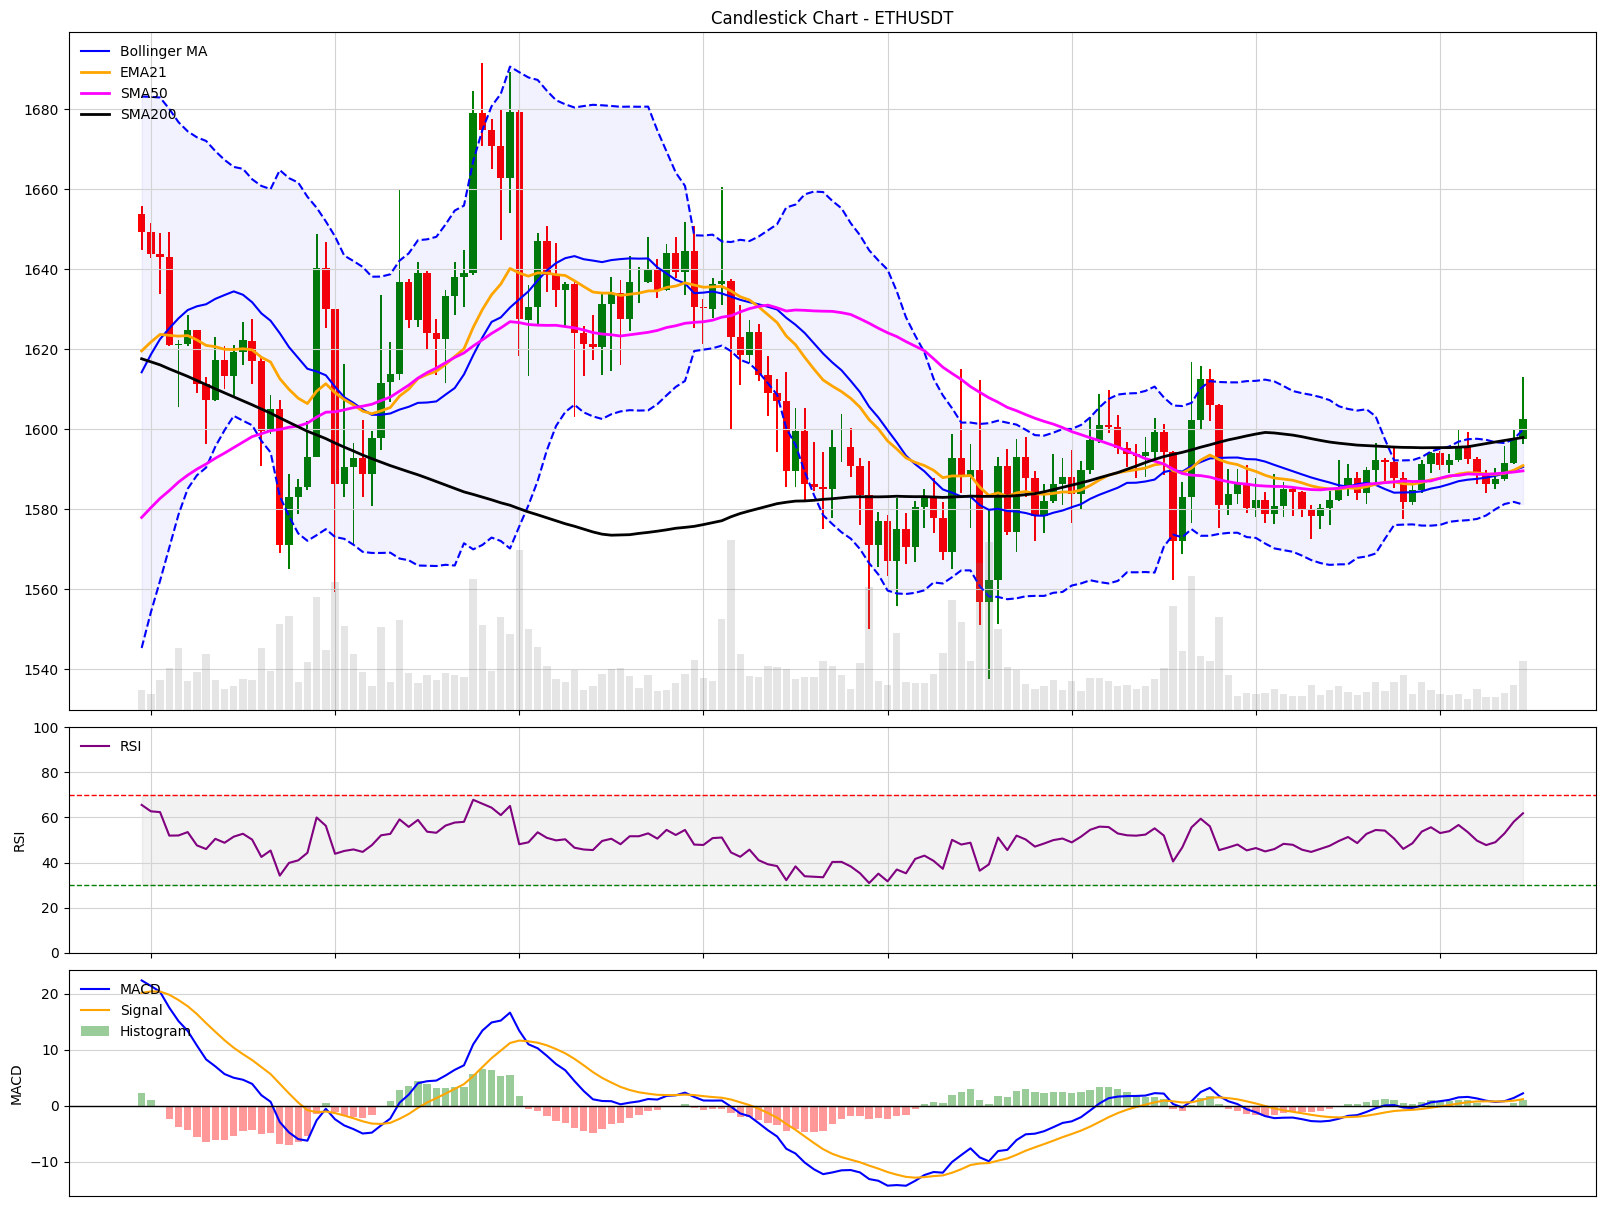 Candlestick Chart - ETHUSDT
Bollinger MA
EMA21
SMA50
SMA200
1680
1660
1640
1620
1600
1580
1560
1540
RSI
100
80
60
40
20
0
RSI
MACD
Signal
Histogram
20
10
0
−10
MACD